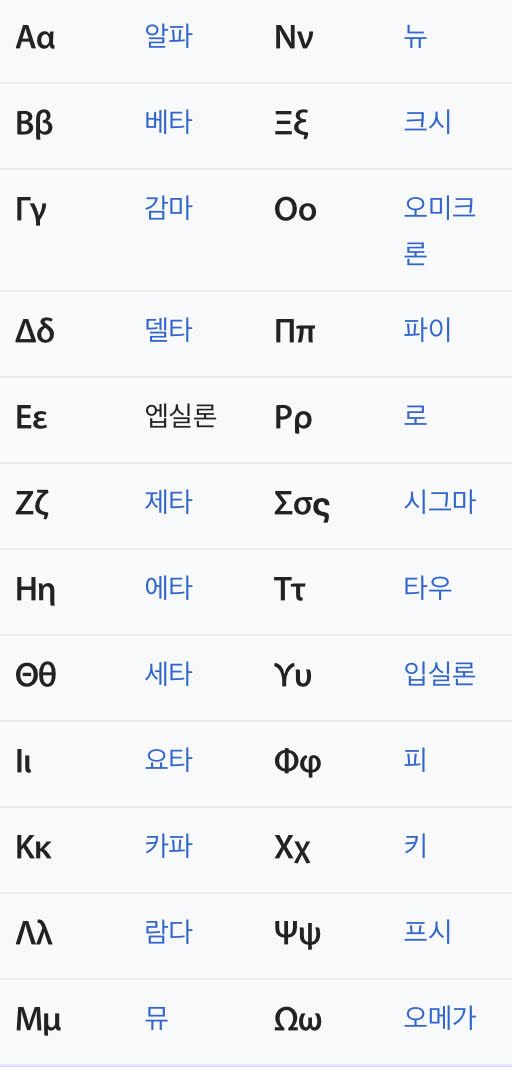 Αα 알파 Νν 뉴
Ββ 베타 Ξξ 크시
Γγ 감마 Οο 오미크
론
Δδ 델타 Ππ 파이
Εε 엡실론 Ρρ 로
Ζζ 제타 Σσς 시그마
Ηη 에타 Ττ 타우
Θθ 세타 Υυ 입실론
Ιι 요타 Φφ 피
Κκ 카파 Χχ 키
Λλ 람다 Ψψ 프시
Μμ 뮤 Ωω 오메가